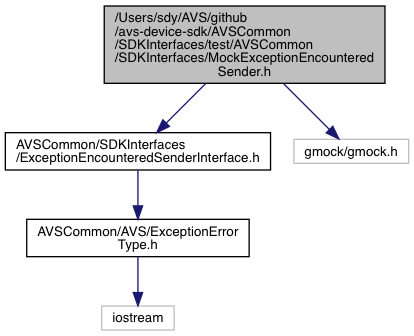 /Users/sdy/AVS/github
/avs-device-sdk/AVSCommon
/SDKInterfaces/test/AVSCommon
/SDKInterfaces/MockExceptionEncountered
Sender.h
AVSCommon/SDKInterfaces
/ExceptionEncounteredSenderInterface.h
gmock/gmock.h
AVSCommon/AVS/ExceptionError
Type.h
iostream